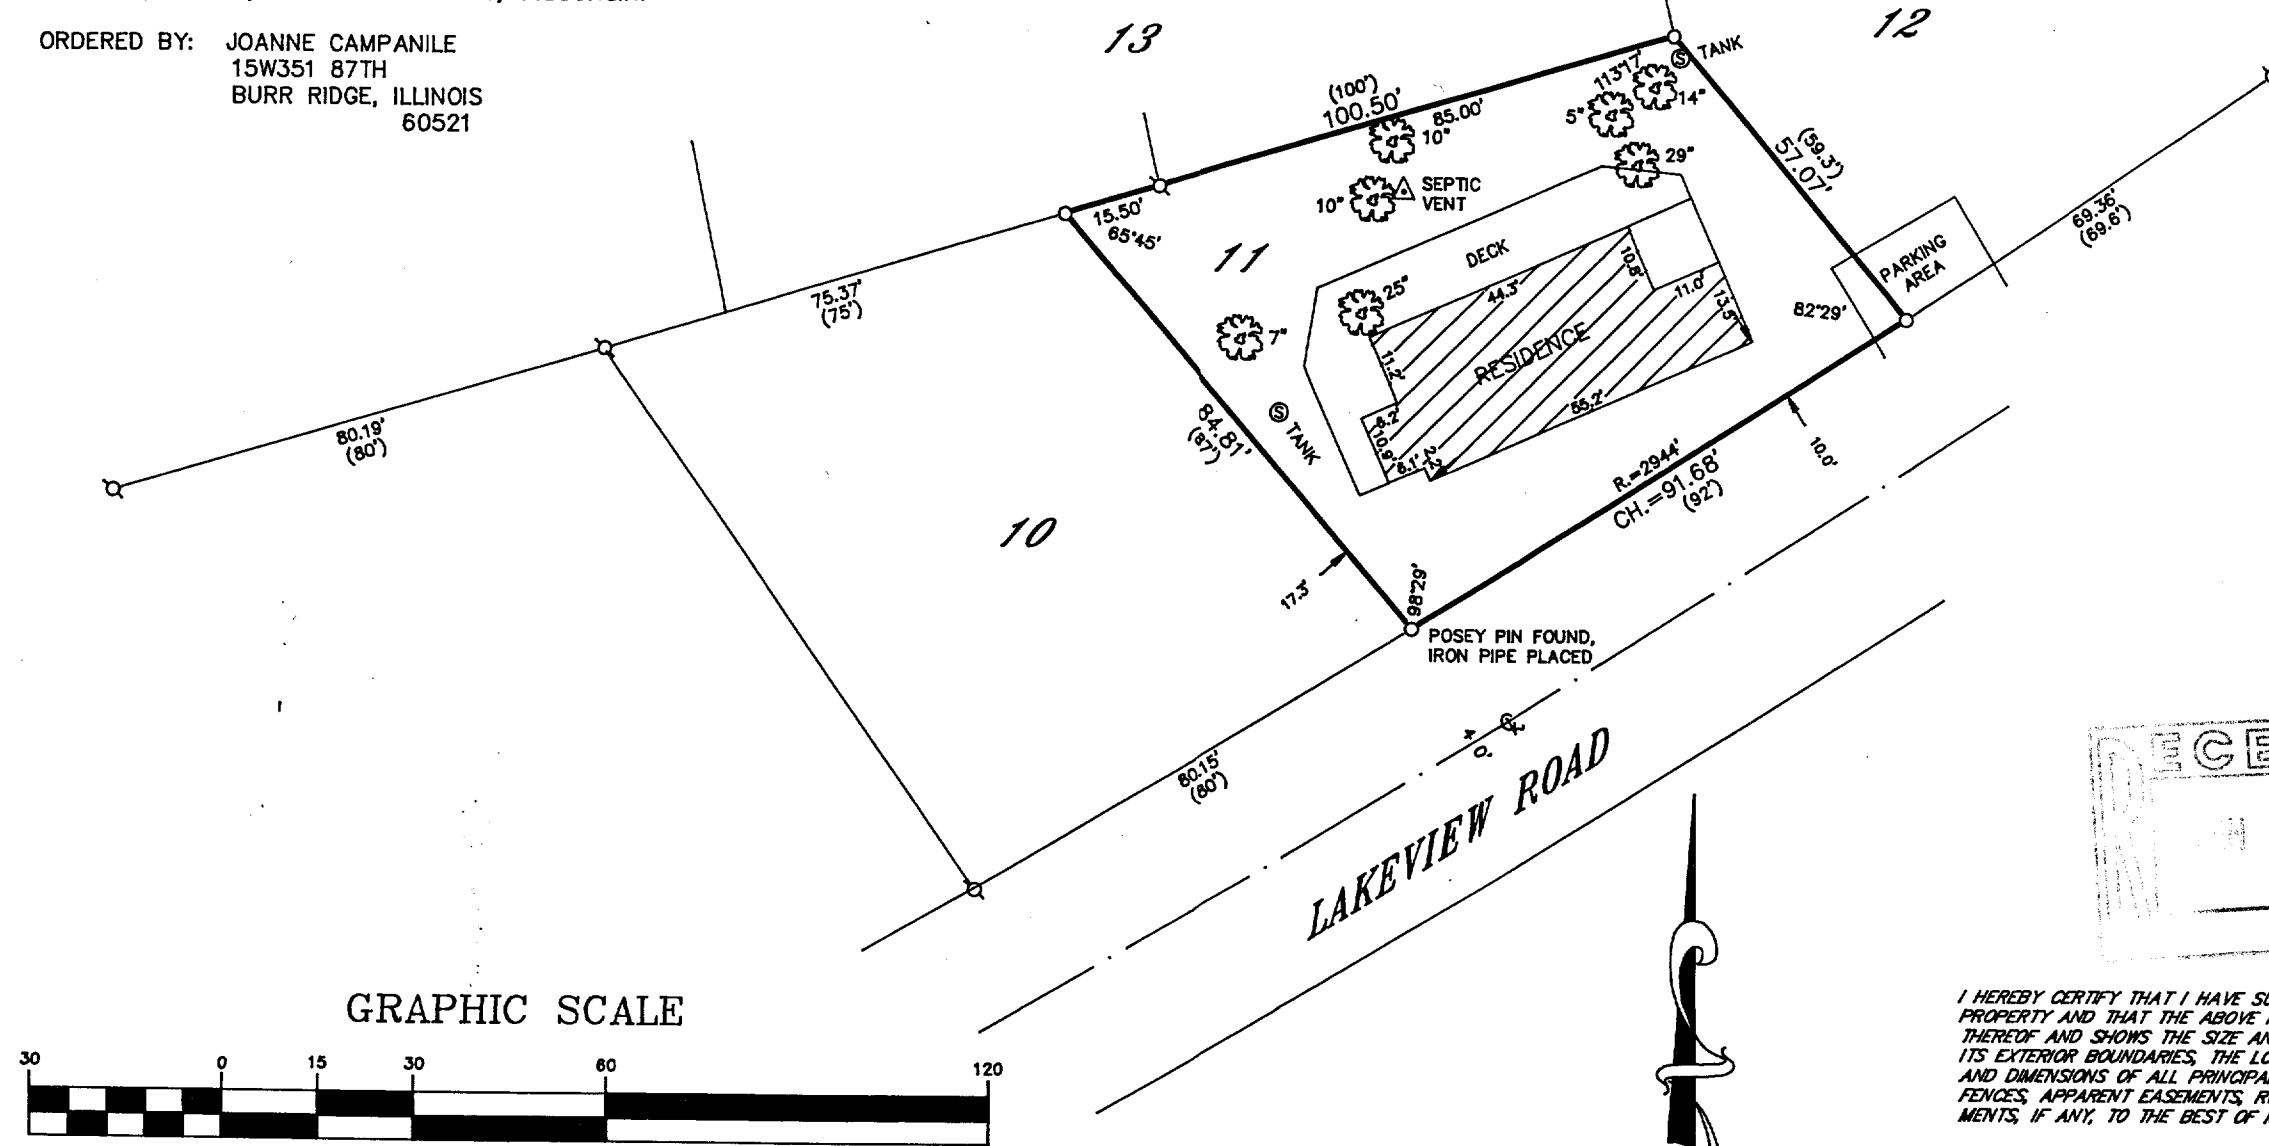 ORDERED BY: JOANNE CAMPANILE
15W351 87TH
BURR RIDGE, ILLINOIS
60521
13
12
TANK
113°17'
14"
5"
(100')
100.50'
85.00'
10"
29"
(59.3')
57.07'
10"
SEPTIC
VENT
15.50'
65°45'
11
69.36'
(69.6')
PARKING
AREA
DECK
10.8'
11.0'
13.5'
82°29'
44.3'
25"
7"
75.37'
(75')
RESIDENCE
11.2'
55.2'
6.2'
10.9'
6.1'
2.2'
TANK
84.81'
(87')
80.19'
(80')
10.0'
R.=2944'
CH.=91.68'
(92')
10
17.3'
98°29'
POSEY PIN FOUND,
IRON PIPE PLACED
80.15'
(80')
40'
LAKEVIEW ROAD
RECE
GRAPHIC SCALE
30 0 15 30 60 120
I HEREBY CERTIFY THAT I HAVE
PROPERTY AND THAT THE ABOVE
THEREOF AND SHOWS THE SIZE
ITS EXTERIOR BOUNDARIES, THE
AND DIMENSIONS OF ALL
FENCES, APPARENT EASEMENTS,
MENTS, IF ANY, TO THE BEST OF